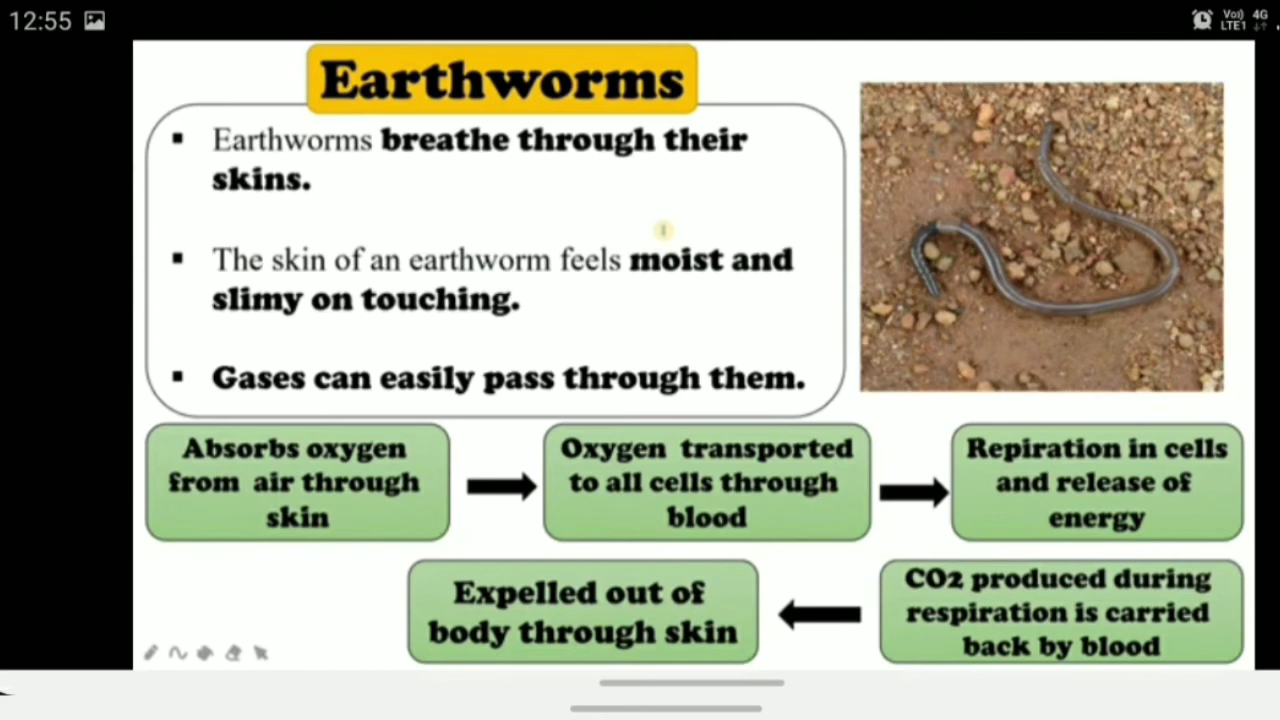 12:55
Vol) 4G
LTE1
Earthworms
▪ Earthworms breathe through their
skins.
▪ The skin of an earthworm feels moist and
slimy on touching.
▪ Gases can easily pass through them.
Absorbs oxygen
from air through
skin
Oxygen transported
to all cells through
blood
Repiration in cells
and release of
energy
CO2 produced during
respiration is carried
back by blood
Expelled out of
body through skin